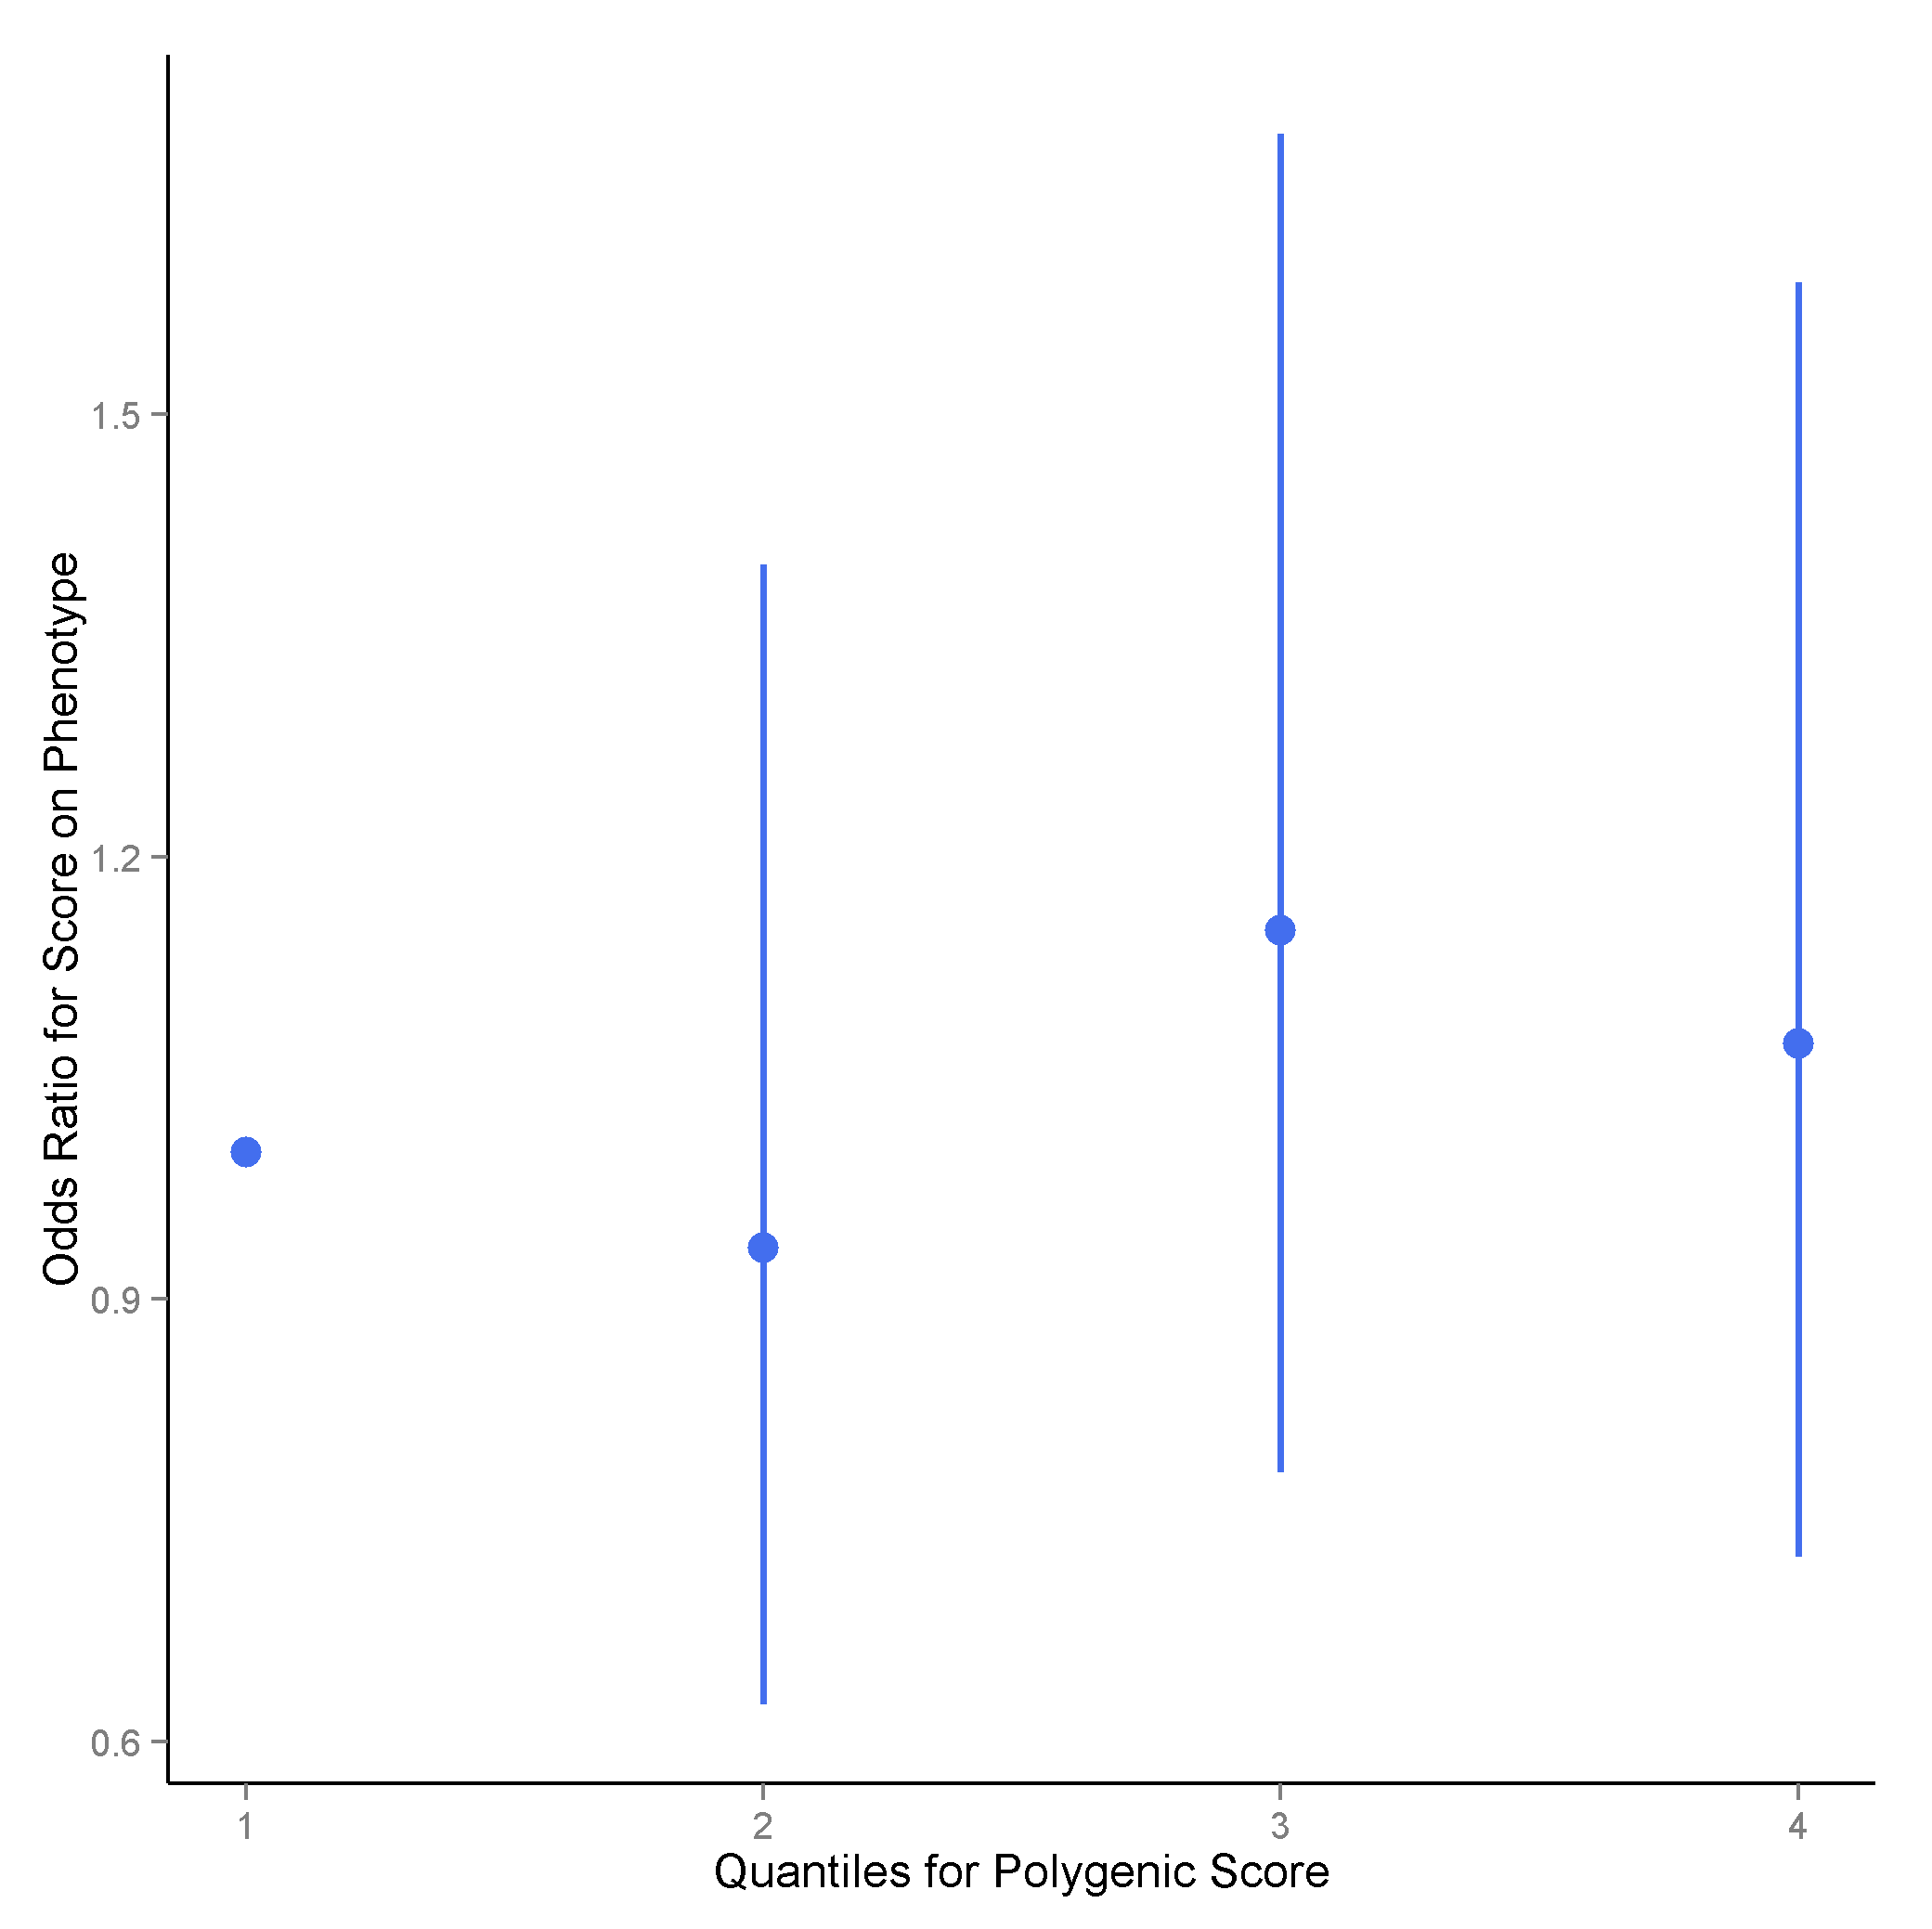 Odds Ratio for Score on Phenotype
1.5
1.2
0.9
0.6
1 2 3 4
Quantiles for Polygenic Score